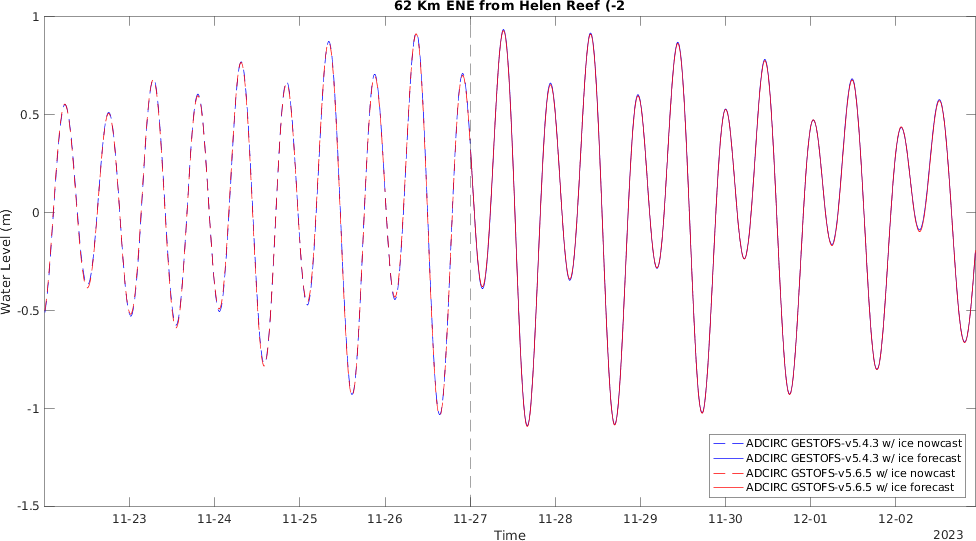 62 Km ENE from Helen Reef (-2
1
0.5
0
-0.5
-1
-1.5
Water Level (m)
ADCIRC GESTOFS-v5.4.3 w/ ice nowcast
ADCIRC GESTOFS-v5.4.3 w/ ice forecast
ADCIRC GSTOFS-v5.6.5 w/ ice nowcast
ADCIRC GSTOFS-v5.6.5 w/ ice forecast
11-23 11-24 11-25 11-26 11-27 11-28 11-29 11-30 12-01 12-02
Time
2023